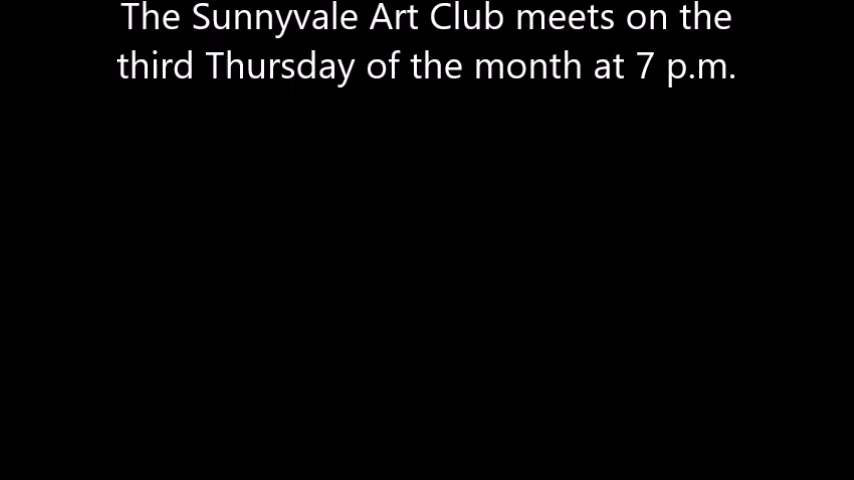 The Sunnyvale Art Club meets on the
third Thursday of the month at 7 p.m.